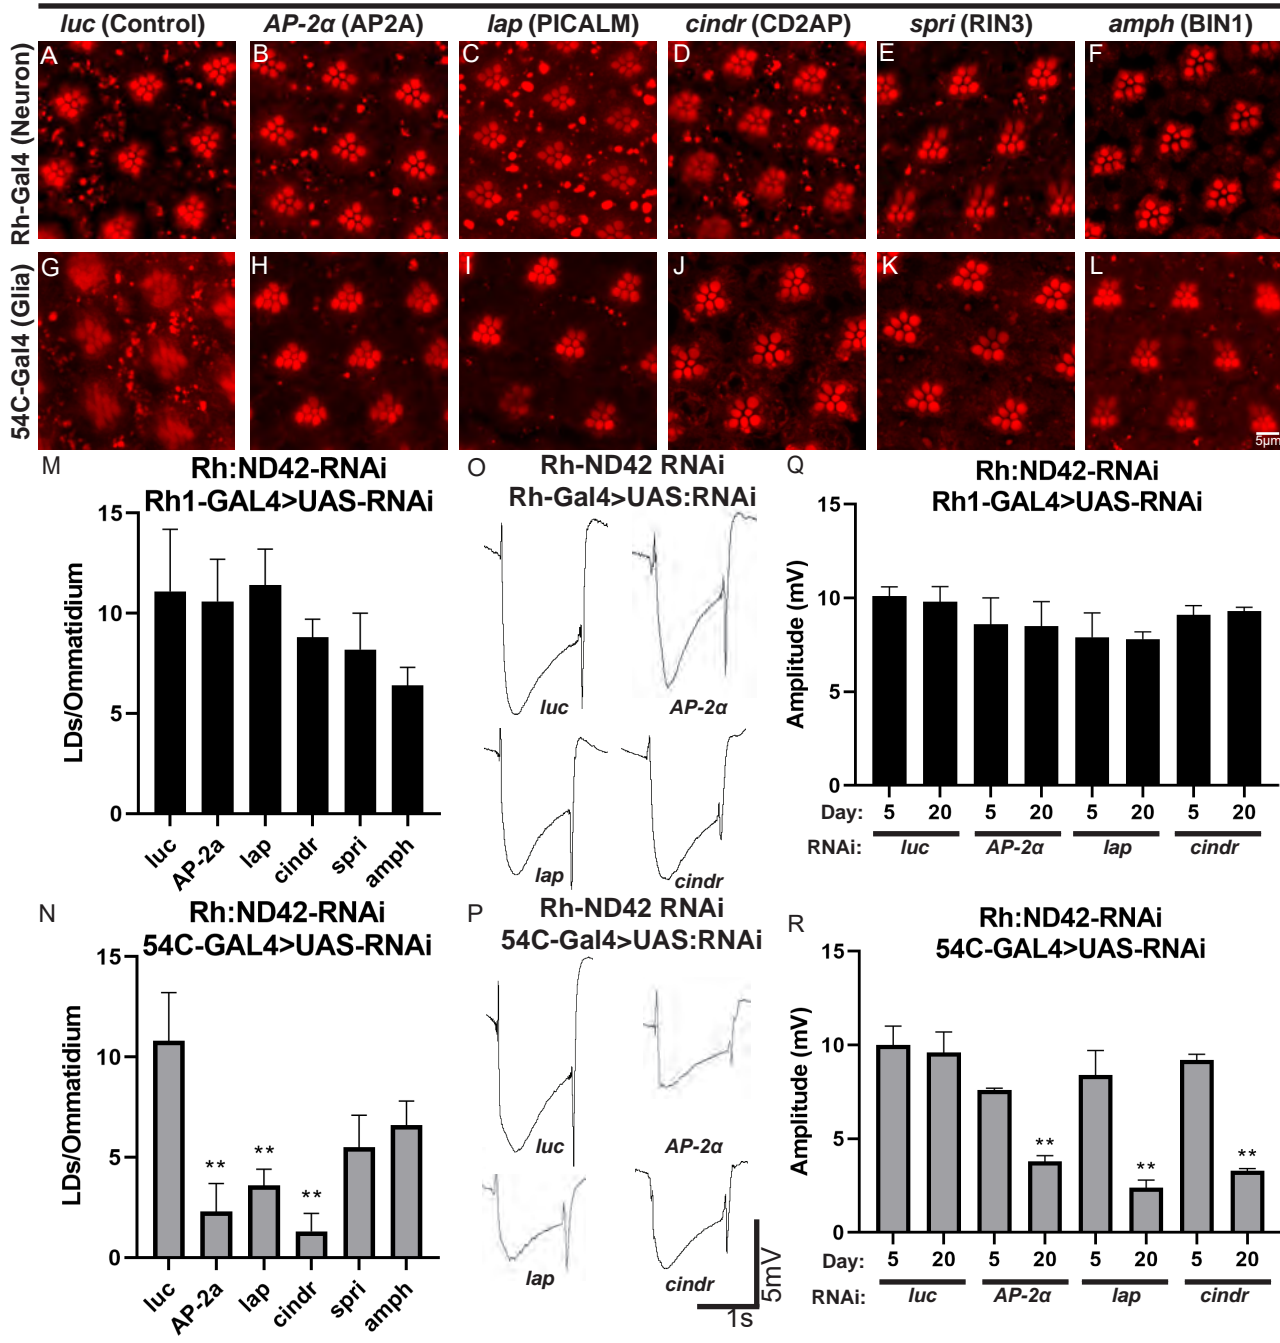 luc (Control) AP-2α (AP2A) lap (PICALM) cindr (CD2AP) spri (RIN3) amph (BIN1)
Rh-Gal4 (Neuron)
A B C D E F
54C-Gal4 (Glia)
G H I J K L
5μm
M
Rh:ND42-RNAi
Rh1-GAL4>UAS-RNAi
LDs/Ommatidium
15
10
5
0
luc AP-2a lap cindr spri amph
O
Rh-ND42 RNAi
Rh-Gal4>UAS:RNAi
luc AP-2α
lap cindr
Q
Rh:ND42-RNAi
Rh1-GAL4>UAS-RNAi
Amplitude (mV)
15
10
5
0
Day: 5 20 5 20 5 20 5 20
RNAi: luc AP-2α lap cindr
N
Rh:ND42-RNAi
54C-GAL4>UAS-RNAi
LDs/Ommatidium
15
10
5
0
** ** **
luc AP-2a lap cindr spri amph
P
Rh-ND42 RNAi
54C-Gal4>UAS:RNAi
luc AP-2α
lap cindr
5mV
1s
R
Rh:ND42-RNAi
54C-GAL4>UAS-RNAi
Amplitude (mV)
15
10
5
0
** ** **
Day: 5 20 5 20 5 20 5 20
RNAi: luc AP-2α lap cindr